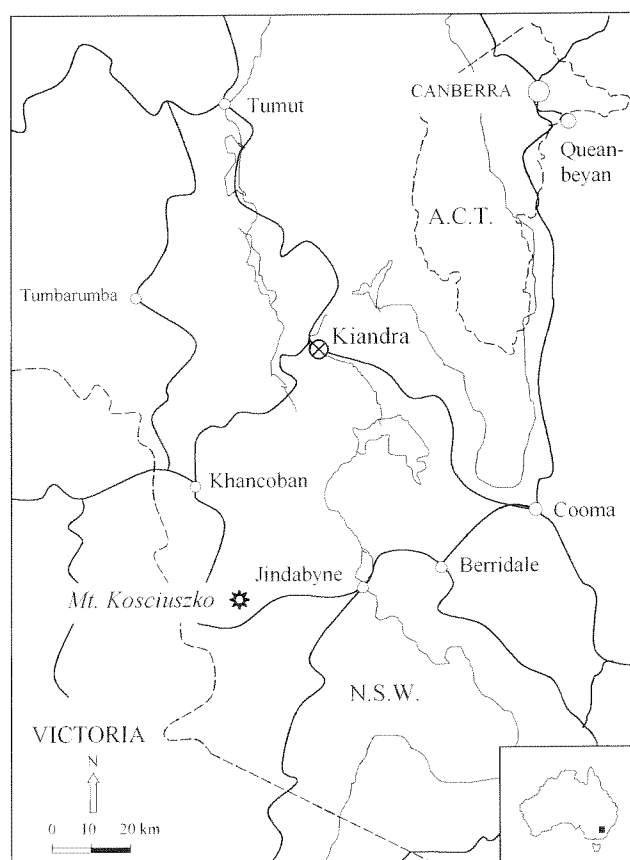 CANBERRA
Tumut
Quean-
beyan
A.C.T.
Tumbarumba
Kiandra
Khancoban
Cooma
Jindabyne
Berridale
Mt. Kosciuszko
N.S.W.
VICTORIA
N
0 10 20 km